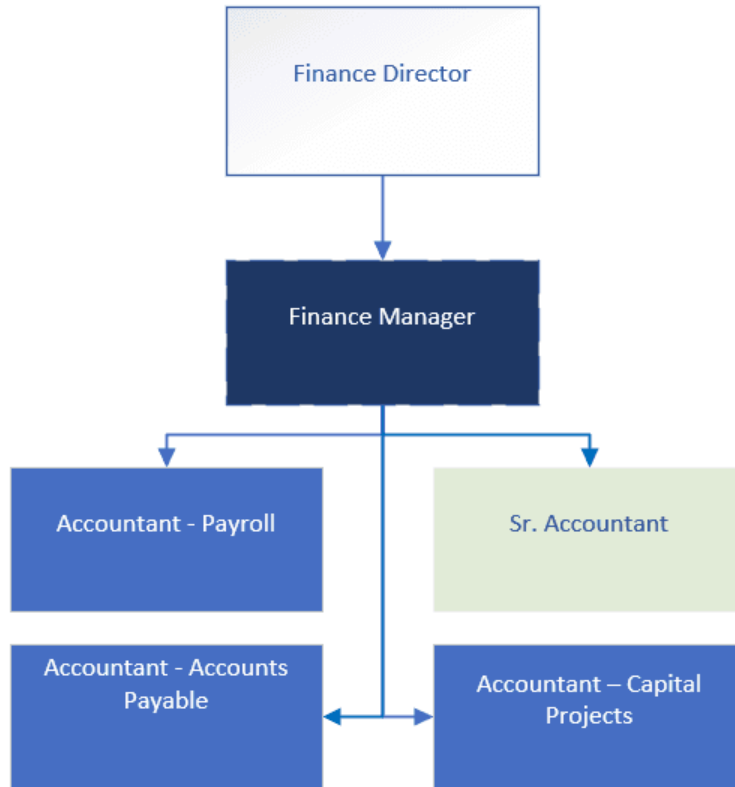 Finance Director
Finance Manager
Accountant - Payroll
Sr. Accountant
Accountant - Accounts
Payable
Accountant – Capital
Projects